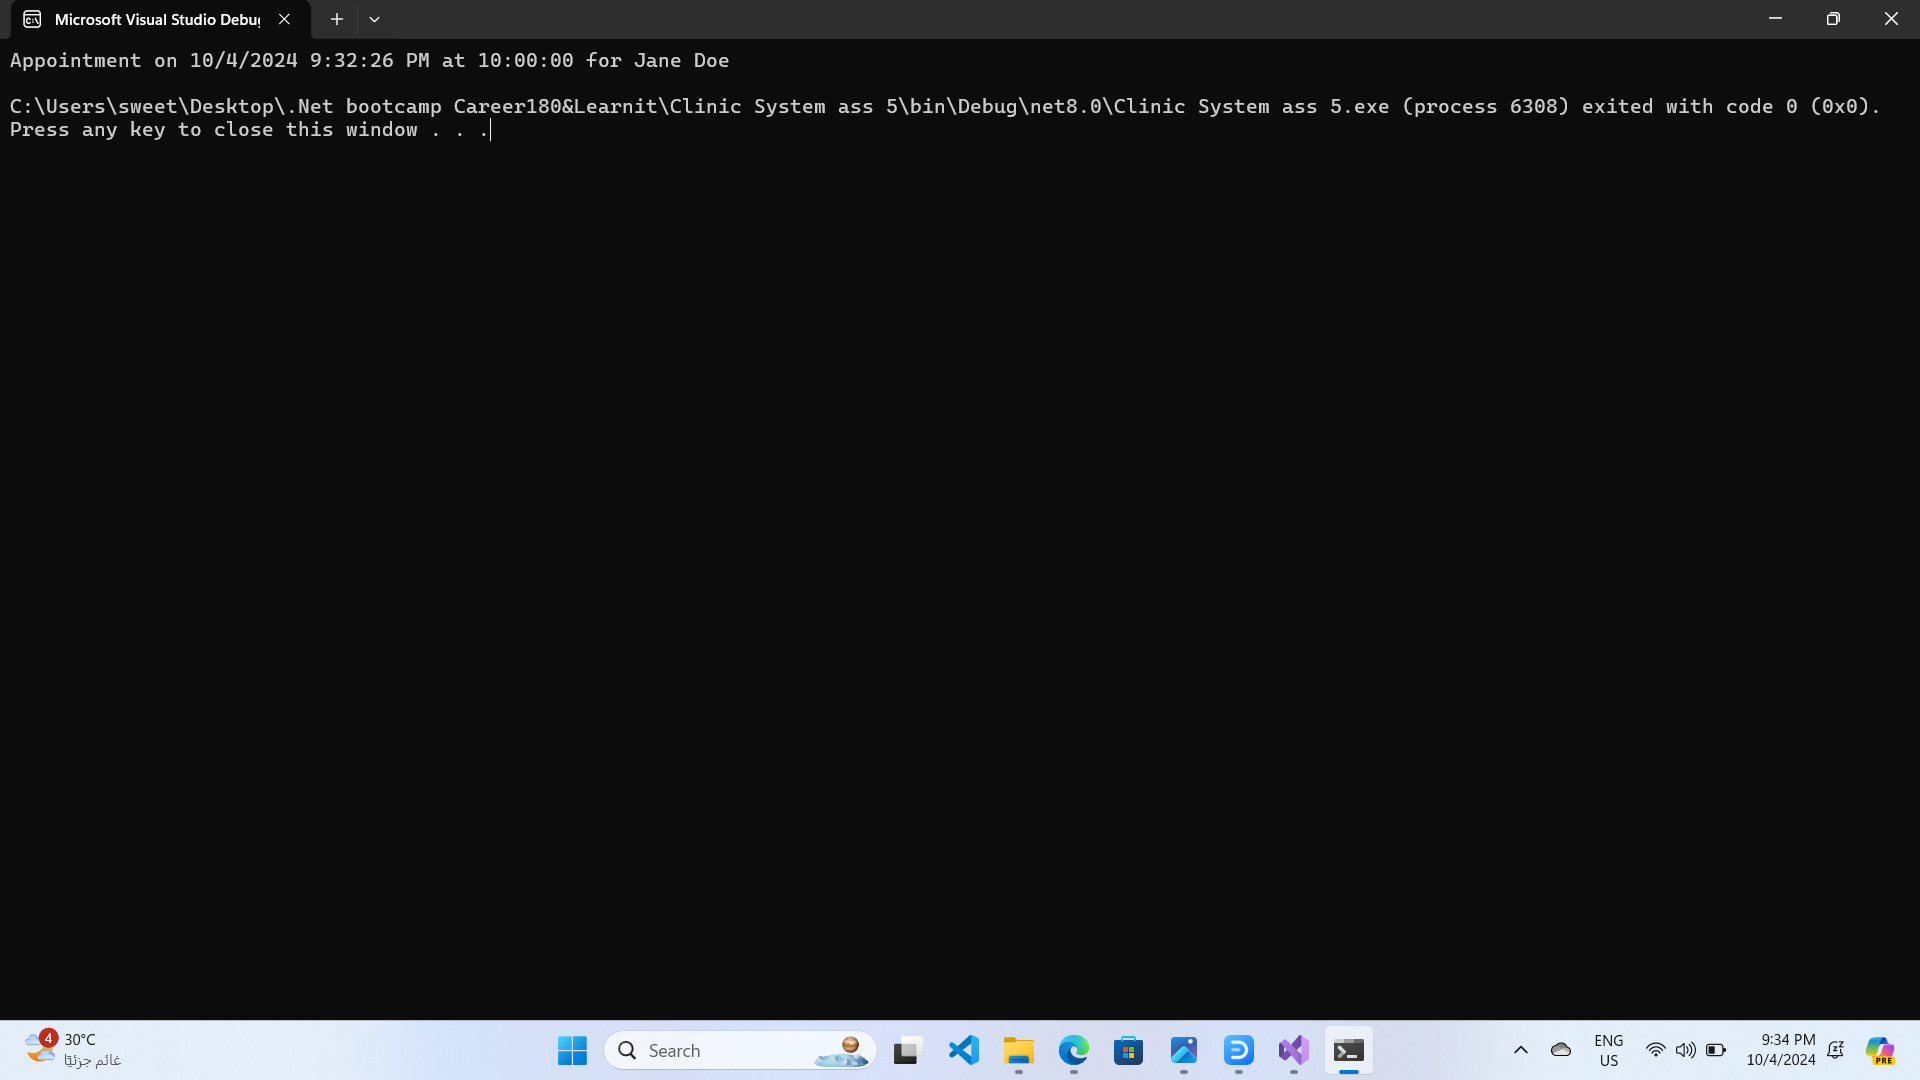 Microsoft Visual Studio Debug
Appointment on 10/4/2024 9:32:26 PM at 10:00:00 for Jane Doe
C:\Users\sweet\Desktop\.Net bootcamp Career180&Learnit\Clinic System ass 5\bin\Debug\net8.0\Clinic System ass 5.exe (process 6308) exited with code 0 (0x0).
Press any key to close this window . . .
4
30°C
غائم جزئيًا
Search
ENG
US
9:34 PM
10/4/2024
PRE